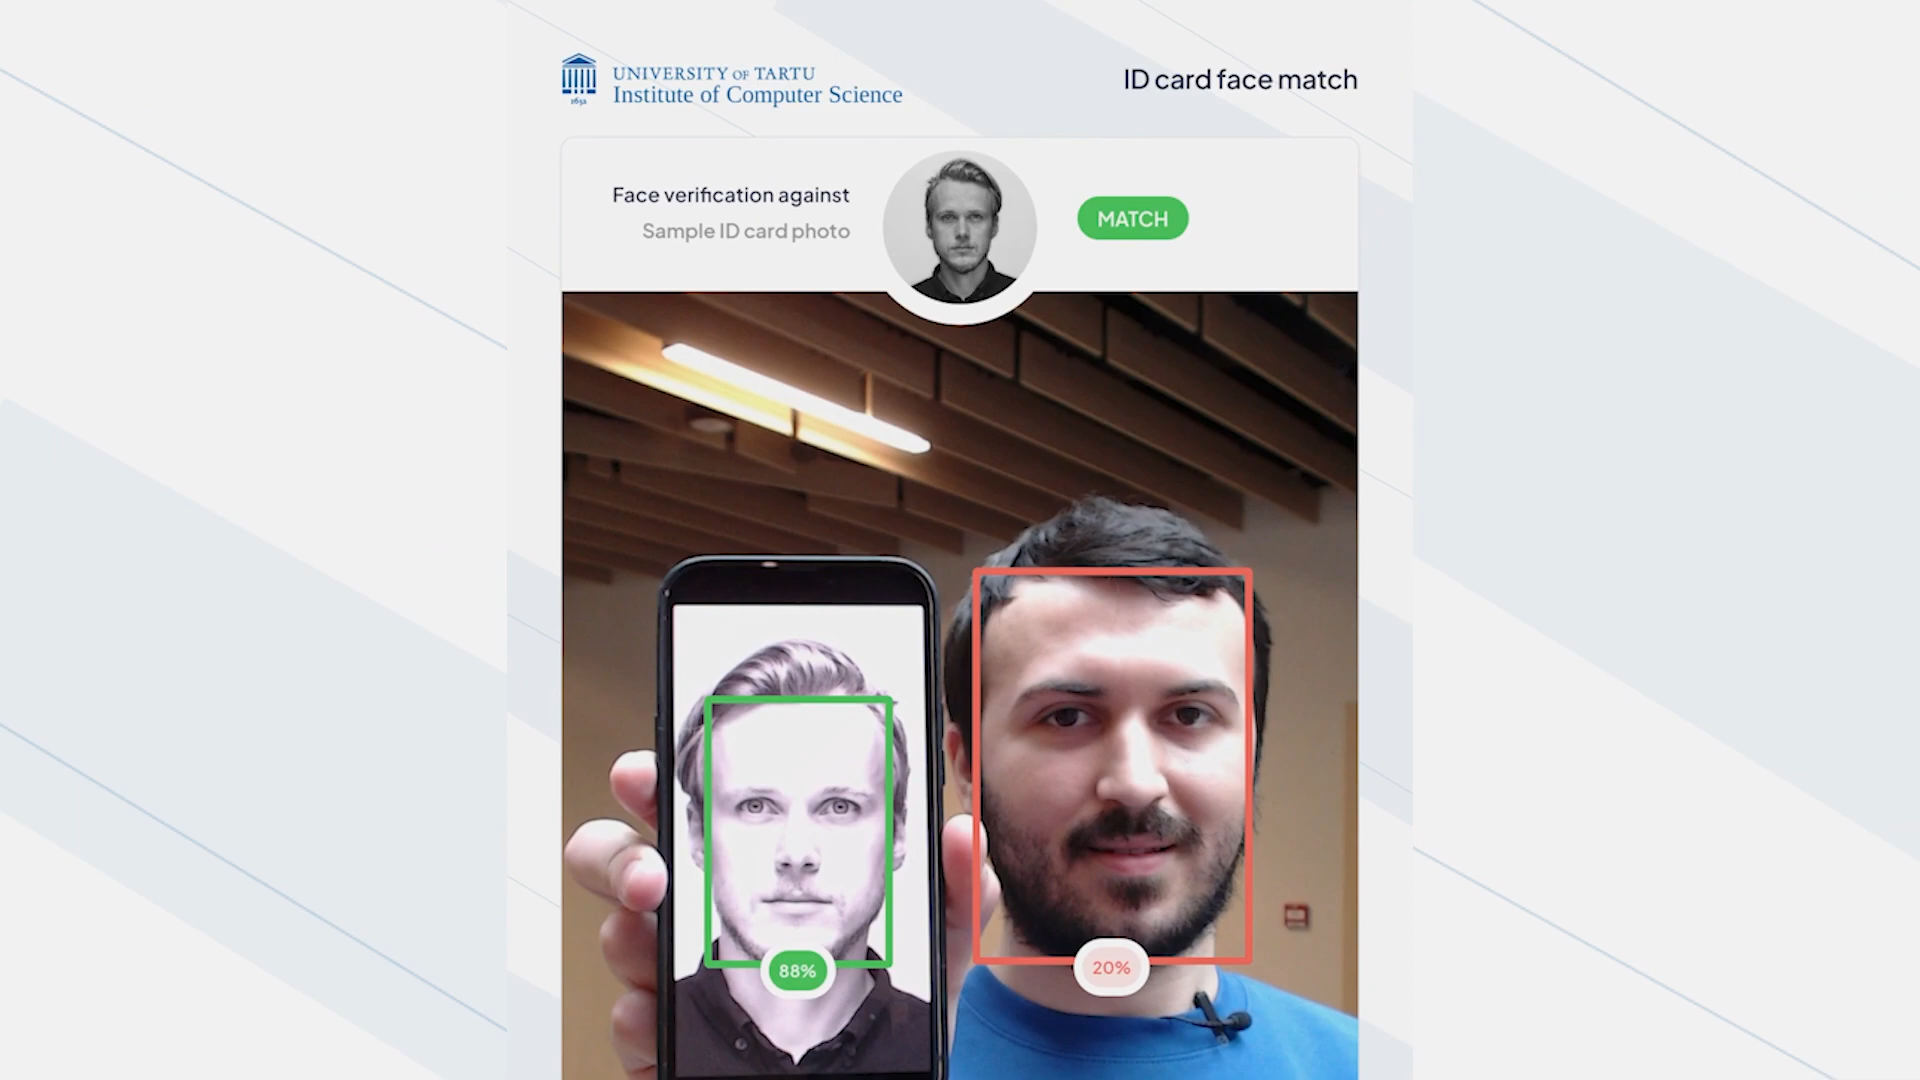 UNIVERSITY OF TARTU
Institute of Computer Science
1632
ID card face match
Face verification against
Sample ID card photo
MATCH
88%
20%